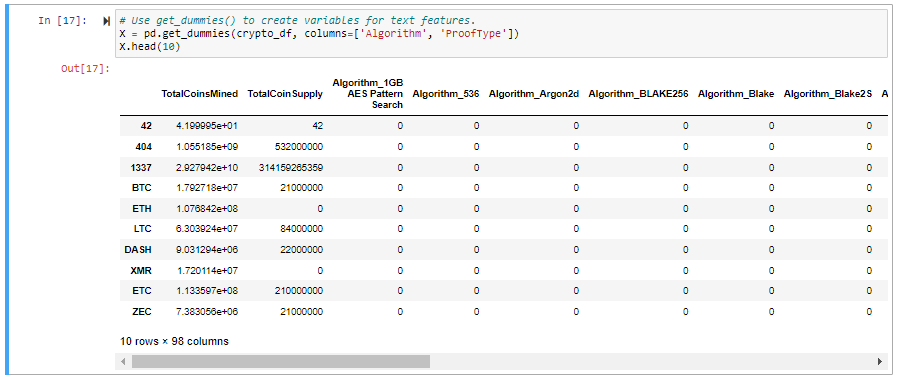 In [17]:
# Use get_dummies() to create variables for text features.
X = pd.get_dummies(crypto_df, columns=['Algorithm', 'ProofType'])
X.head(10)
Out[17]:
TotalCoinsMined TotalCoinSupply Algorithm_1GB AES Pattern Search Algorithm_536 Algorithm_Argon2d Algorithm_BLAKE256 Algorithm_Blake Algorithm_Blake2S A
42 4.199995e+01 42 0 0 0 0 0 0
404 1.055185e+09 532000000 0 0 0 0 0 0
1337 2.927942e+10 314159265359 0 0 0 0 0 0
BTC 1.792718e+07 21000000 0 0 0 0 0 0
ETH 1.076842e+08 0 0 0 0 0 0 0
LTC 6.303924e+07 84000000 0 0 0 0 0 0
DASH 9.031294e+06 22000000 0 0 0 0 0 0
XMR 1.720114e+07 0 0 0 0 0 0 0
ETC 1.133597e+08 210000000 0 0 0 0 0 0
ZEC 7.383056e+06 21000000 0 0 0 0 0 0
10 rows × 98 columns